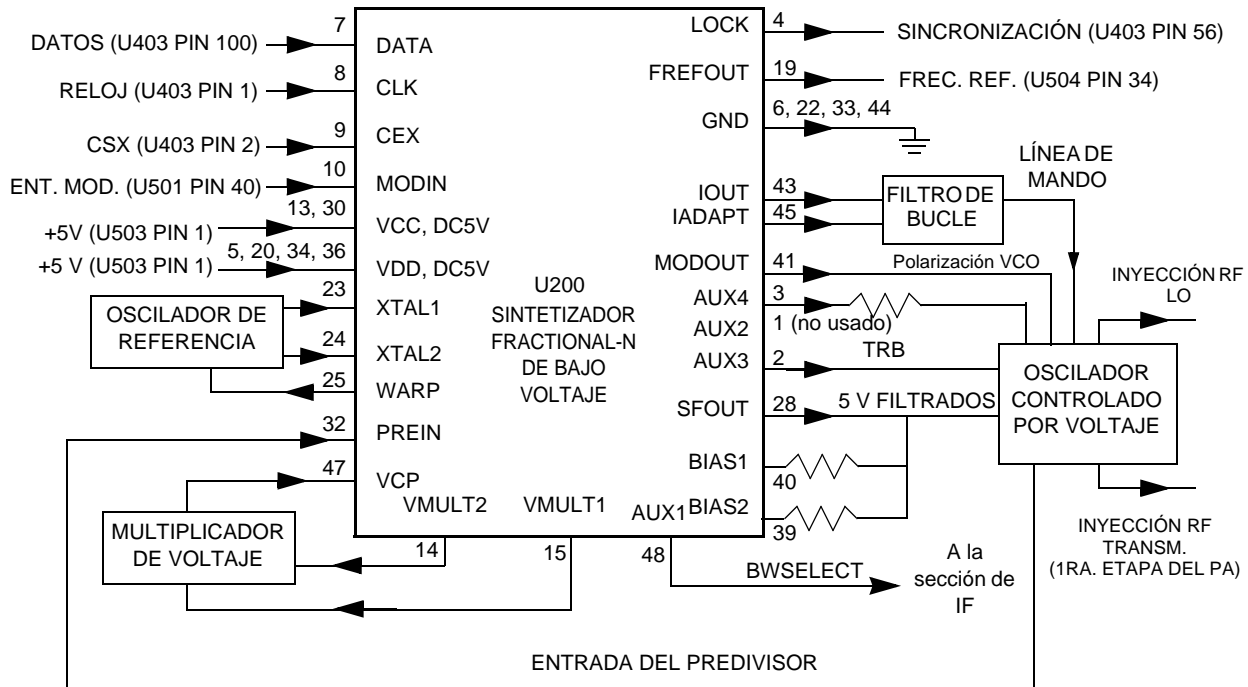 DATOS (U403 PIN 100)
7
DATA
RELOJ (U403 PIN 1)
8
CLK
CSX (U403 PIN 2)
9
CEX
ENT. MOD. (U501 PIN 40)
10
MODIN
+5V (U503 PIN 1)
13, 30
VCC, DC5V
+5 V (U503 PIN 1)
5, 20, 34, 36
VDD, DC5V
OSCILADOR DE
REFERENCIA
23
XTAL1
24
XTAL2
25
WARP
32
PREIN
47
VCP
MULTIPLICADOR
DE VOLTAJE
VMULT2
14
VMULT1
15
AUX1
48
BWSELECT
A la
sección de
IF
U200
SINTETIZADOR
FRACTIONAL-N
DE BAJO
VOLTAJE
LOCK
4
SINCRONIZACIÓN (U403 PIN 56)
FREFOUT
19
FREC. REF. (U504 PIN 34)
GND
6, 22, 33, 44
IOUT
43
IADAPT
45
FILTRO DE
BUCLE
LÍNEA DE
MANDO
MODOUT
41
Polarización VCO
AUX4
3
AUX2
1 (no usado)
AUX3
2
TRB
SFOUT
28
5 V FILTRADOS
BIAS1
40
BIAS2
39
INYECCIÓN RF
LO
OSCILADOR
CONTROLADO
POR VOLTAJE
INYECCIÓN RF
TRANSM.
(1RA. ETAPA DEL PA)
ENTRADA DEL PREDIVISOR